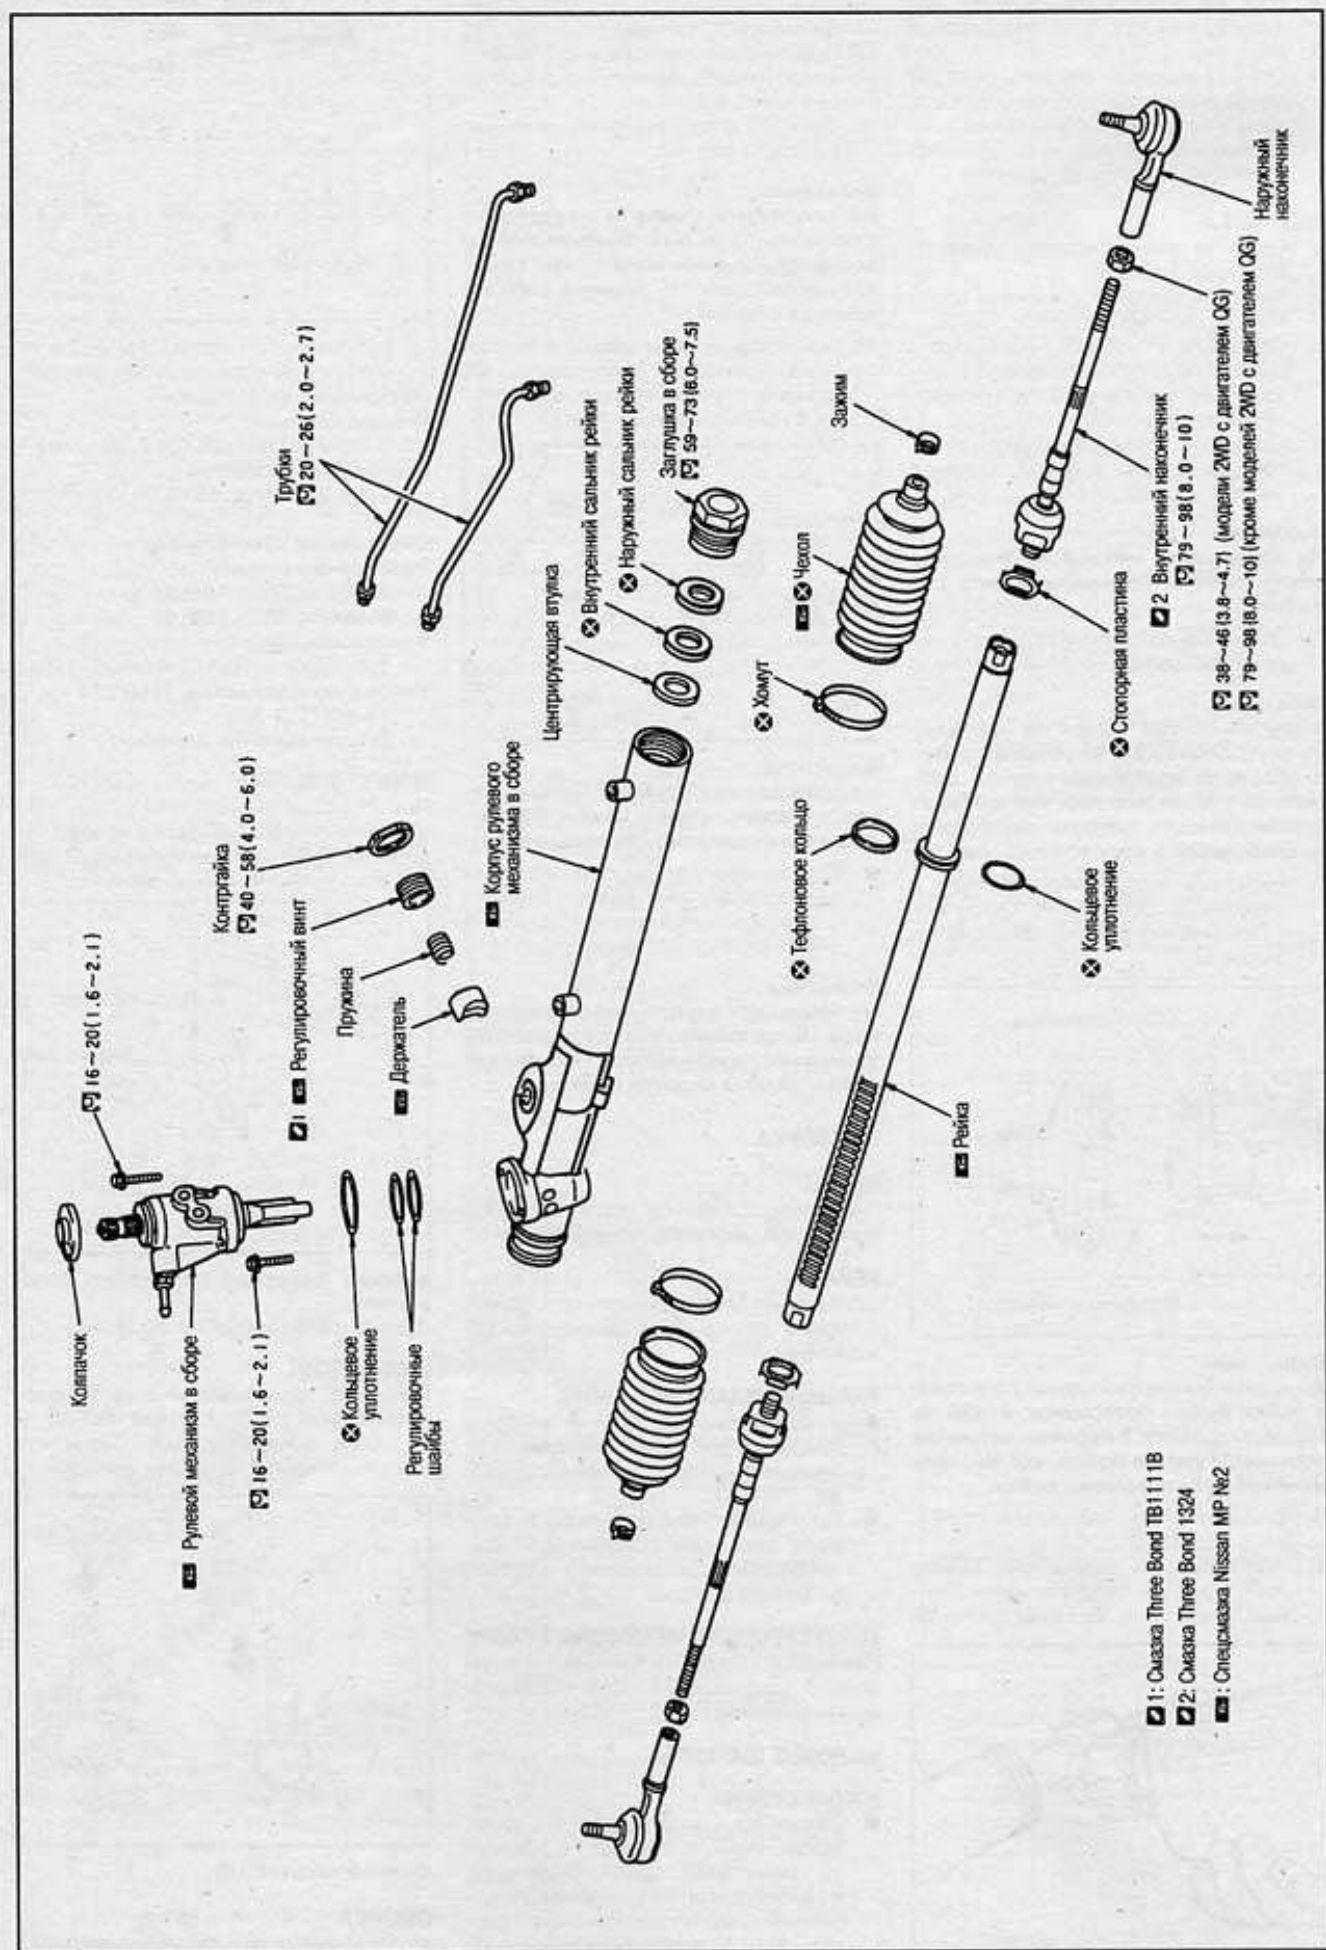 Колпачок
Рулевой механизм в сборе
16~20(1.6~2.1)
16~20(1.6~2.1)
Кольцевое
уплотнение
Регулировочные
шайбы
Контргайка
40~58(4.0~6.0)
1 Регулировочный винт
Пружина
Держатель
Трубки
20~26(2.0~2.7)
Корпус рулевого
механизма в сборе
Центрирующая втулка
Внутренний сальник рейки
Наружный сальник рейки
Заглушка в сборе
59~73(6.0~7.5)
Тефлоновое кольцо
Хомут
Чехол
Зажим
Рейка
Кольцевое
уплотнение
Стопорная пластина
2 Внутренний наконечник
79~98(8.0~10)
38~46(3.8~4.7) (модели 2WD с двигателем QG)
79~98(8.0~10)(кроме моделей 2WD с двигателем QG)
Наружный
наконечник
1: Смазка Three Bond TB1111B
2: Смазка Three Bond 1324
: Спецсмазка Nissan MP №2